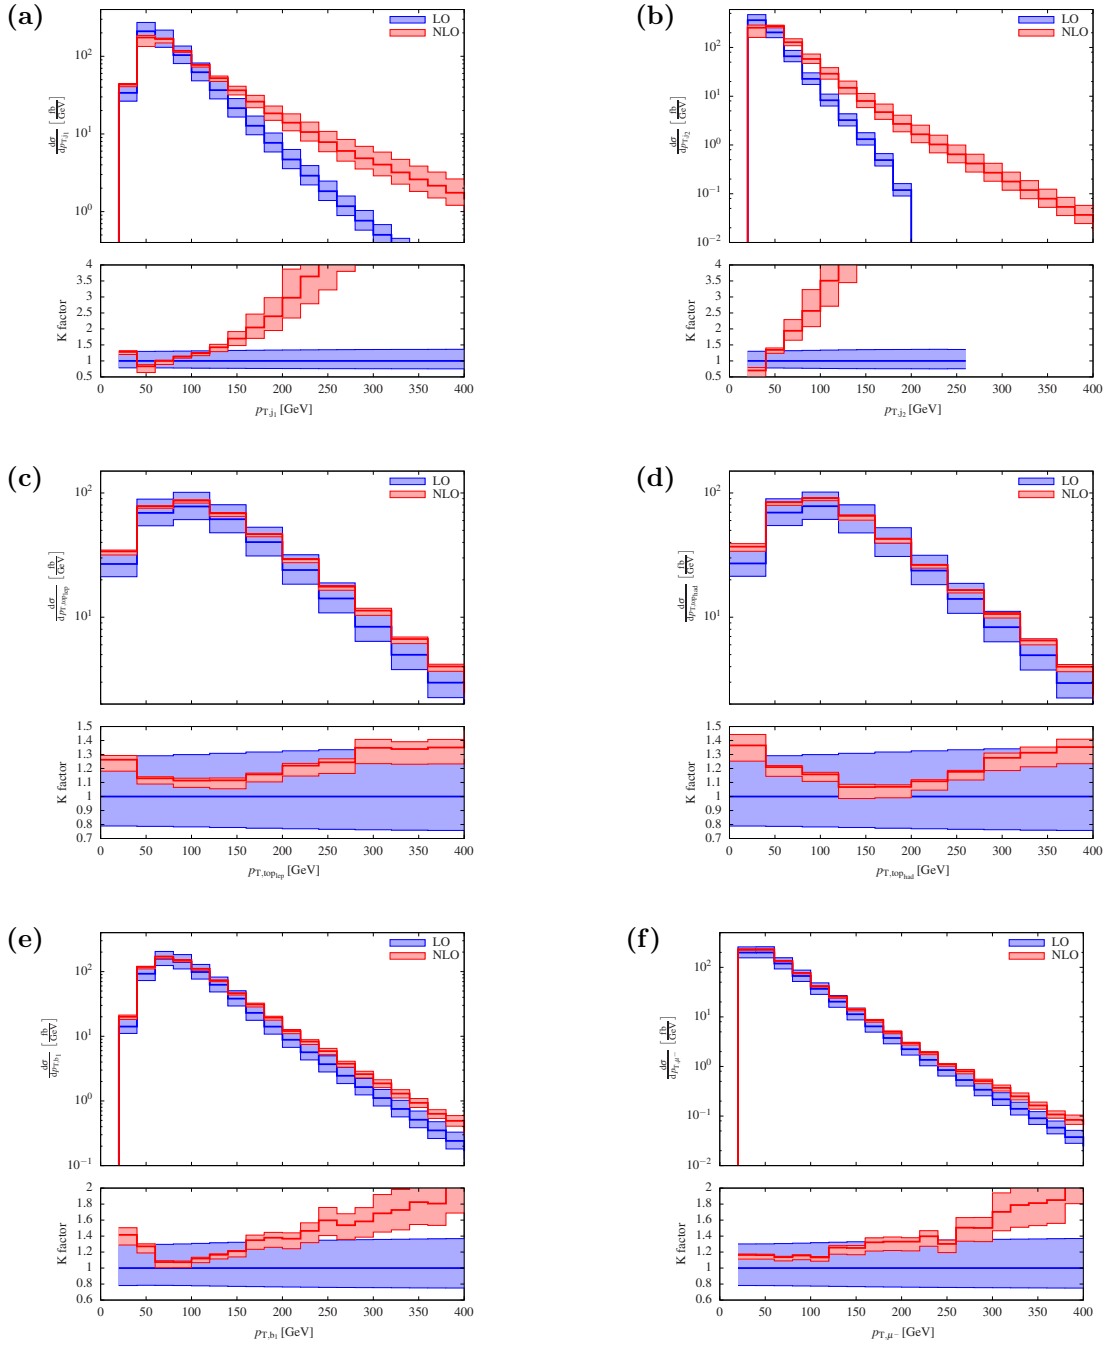 (a)
LO
NLO
10²
10¹
10⁰
dσ/dp_T,j₁ [fb/GeV]
4
3.5
3
2.5
2
1.5
1
0.5
K factor
0 50 100 150 200 250 300 350 400
p_T,j₁ [GeV]
(b)
LO
NLO
10²
10¹
10⁰
10⁻¹
10⁻²
dσ/dp_T,j₂ [fb/GeV]
4
3.5
3
2.5
2
1.5
1
0.5
K factor
0 50 100 150 200 250 300 350 400
p_T,j₂ [GeV]
(c)
LO
NLO
10²
10¹
dσ/dp_T,top_lep [fb/GeV]
1.5
1.4
1.3
1.2
1.1
1
0.9
0.8
0.7
K factor
0 50 100 150 200 250 300 350 400
p_T,top_lep [GeV]
(d)
LO
NLO
10²
10¹
dσ/dp_T,top_had [fb/GeV]
1.5
1.4
1.3
1.2
1.1
1
0.9
0.8
0.7
K factor
0 50 100 150 200 250 300 350 400
p_T,top_had [GeV]
(e)
LO
NLO
10²
10¹
10⁰
10⁻¹
dσ/dp_T,b₁ [fb/GeV]
2
1.8
1.6
1.4
1.2
1
0.8
0.6
K factor
0 50 100 150 200 250 300 350 400
p_T,b₁ [GeV]
(f)
LO
NLO
10²
10¹
10⁰
10⁻¹
10⁻²
dσ/dp_T,μ⁻ [fb/GeV]
2
1.8
1.6
1.4
1.2
1
0.8
0.6
K factor
0 50 100 150 200 250 300 350 400
p_T,μ⁻ [GeV]